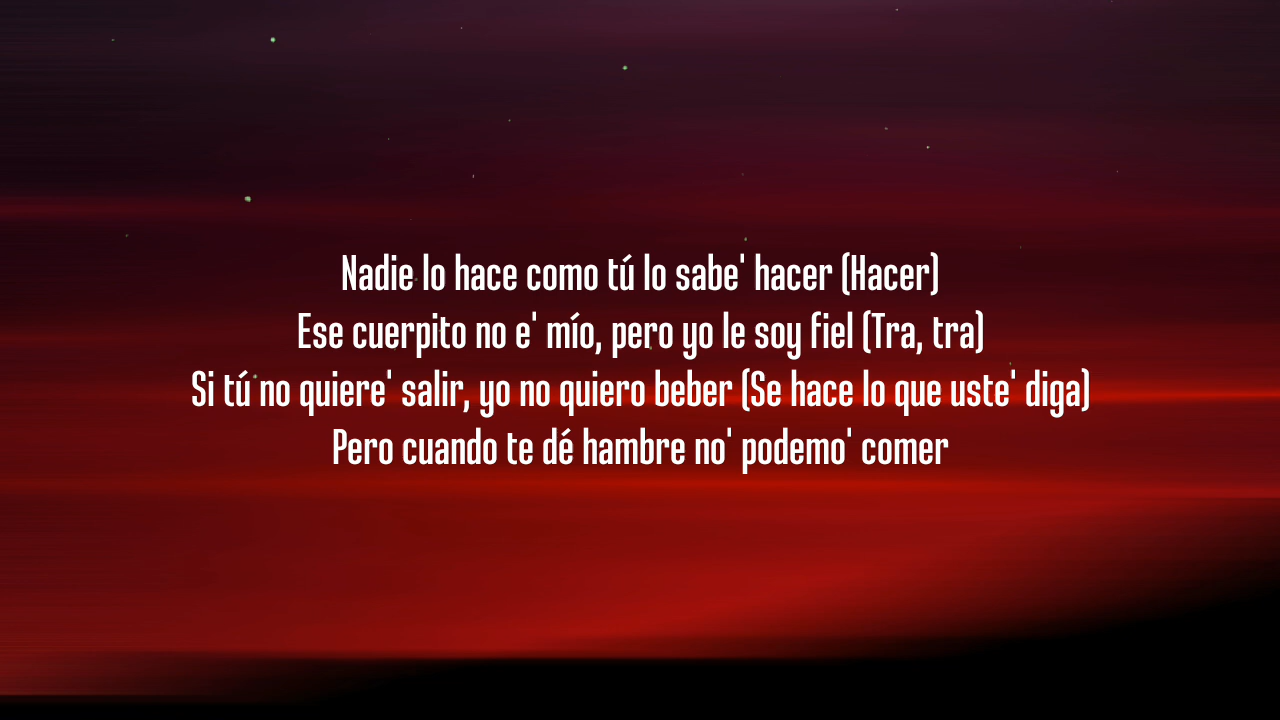 Nadie lo hace como tú lo sabe' hacer (Hacer)
Ese cuerpito no e' mío, pero yo le soy fiel (Tra, tra)
Si tú no quiere' salir, yo no quiero beber (Se hace lo que uste' diga)
Pero cuando te dé hambre no' podemo' comer